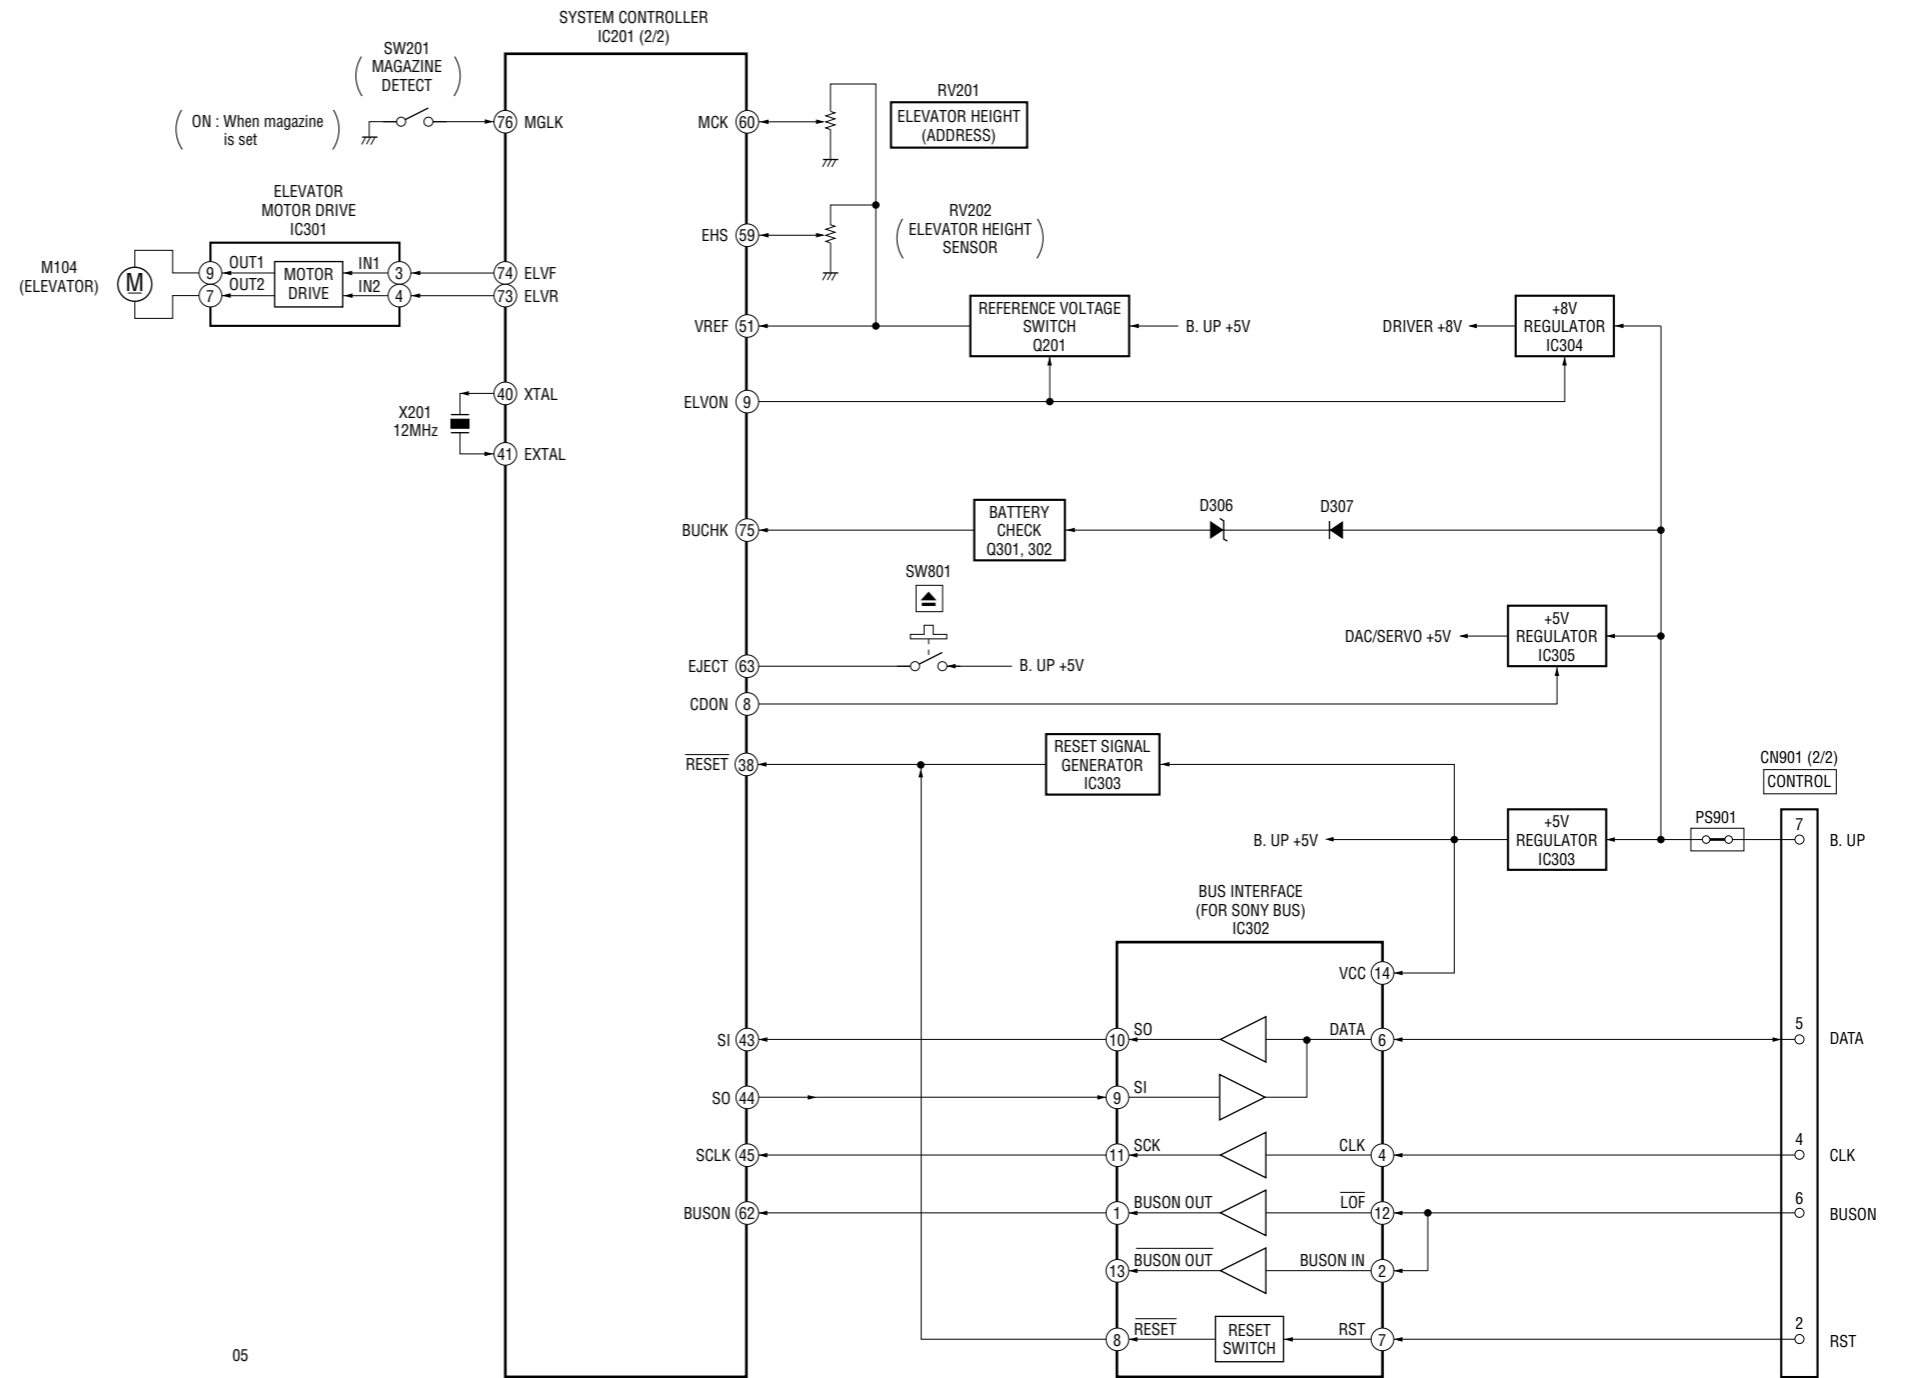 SYSTEM CONTROLLER
IC201 (2/2)
SW201
( MAGAZINE )
DETECT
( ON : When magazine )
is set
76 MGLK
MCK 60
RV201
ELEVATOR HEIGHT
(ADDRESS)
ELEVATOR
MOTOR DRIVE
IC301
M104
(ELEVATOR)
M
9 OUT1
7 OUT2
MOTOR
DRIVE
IN1 3
IN2 4
74 ELVF
73 ELVR
EHS 59
RV202
( ELEVATOR HEIGHT )
SENSOR
VREF 51
REFERENCE VOLTAGE
SWITCH
Q201
B. UP +5V
DRIVER +8V
+8V
REGULATOR
IC304
X201
12MHz
40 XTAL
41 EXTAL
ELVON 9
BUCHK 75
BATTERY
CHECK
Q301, 302
D306
D307
SW801
EJECT 63
B. UP +5V
DAC/SERVO +5V
+5V
REGULATOR
IC305
CDON 8
RESET 38
RESET SIGNAL
GENERATOR
IC303
B. UP +5V
+5V
REGULATOR
IC303
PS901
CN901 (2/2)
CONTROL
7
B. UP
BUS INTERFACE
(FOR SONY BUS)
IC302
VCC 14
SI 43
10 SO
DATA 6
5
DATA
SO 44
9 SI
SCLK 45
11 SCK
CLK 4
4
CLK
BUSON 62
1 BUSON OUT
LOF 12
6
BUSON
13 BUSON OUT
BUSON IN 2
8 RESET
RESET
SWITCH
RST 7
2
RST
05